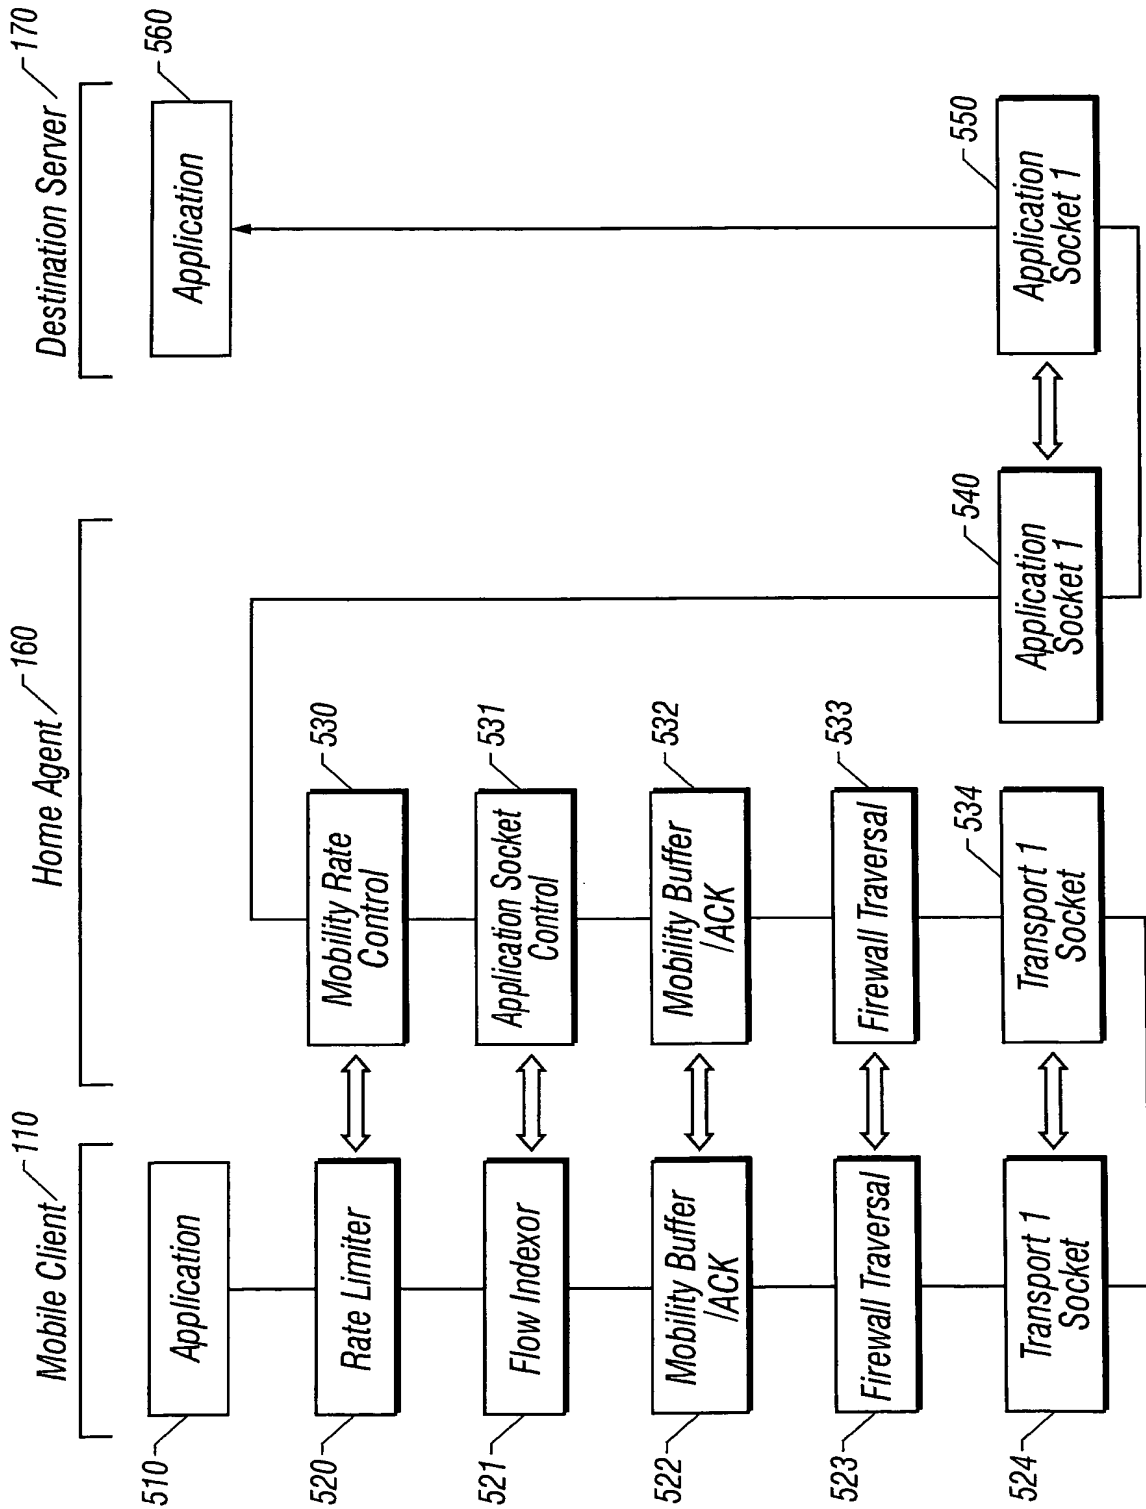 Mobile Client 110
Application
510
Rate Limiter
520
Flow Indexor
521
Mobility Buffer
/ACK
522
Firewall Traversal
523
Transport 1
Socket
524
Home Agent 160
Mobility Rate
Control
530
Application Socket
Control
531
Mobility Buffer
/ACK
532
Firewall Traversal
533
Transport 1
Socket
534
Application
Socket 1
540
Destination Server 170
Application
560
Application
Socket 1
550